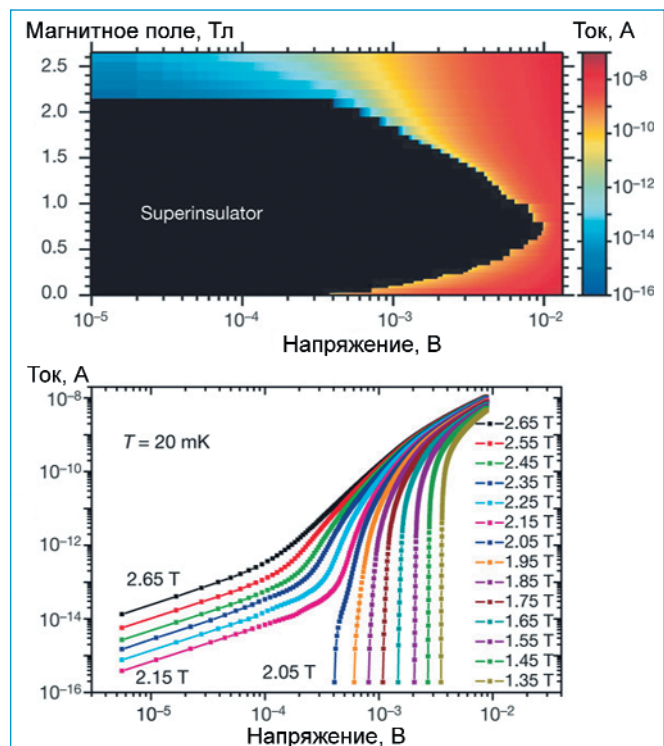 Магнитное поле, Тл
Ток, А
2.5
2.0
1.5
1.0
0.5
0.0
Superinsulator
10⁻⁸
10⁻¹⁰
10⁻¹²
10⁻¹⁴
10⁻¹⁶
10⁻⁵
10⁻⁴
10⁻³
10⁻²
Напряжение, В
Ток, А
10⁻⁸
10⁻¹⁰
10⁻¹²
10⁻¹⁴
10⁻¹⁶
T = 20 mK
2.65 T
2.15 T
2.05 T
2.65 T
2.55 T
2.45 T
2.35 T
2.25 T
2.15 T
2.05 T
1.95 T
1.85 T
1.75 T
1.65 T
1.55 T
1.45 T
1.35 T
10⁻⁵
10⁻⁴
10⁻³
10⁻²
Напряжение, В